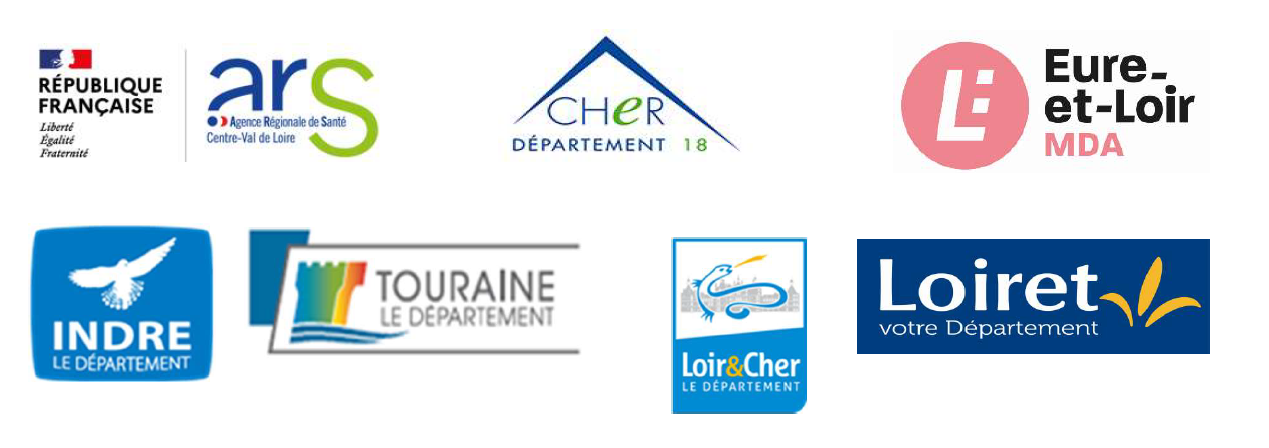 RÉPUBLIQUE
FRANÇAISE
Liberté
Égalité
Fraternité
ars
Agence Régionale de Santé
Centre-Val de Loire
CHeR
DÉPARTEMENT 18
Eure-
et-Loir
MDA
INDRE
LE DÉPARTEMENT
TOURAINE
LE DÉPARTEMENT
Loir&Cher
LE DÉPARTEMENT
Loiret
votre Département